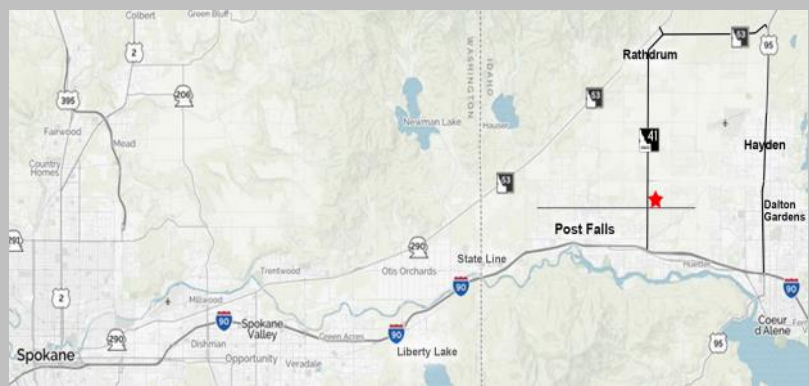 Colbert
Green Bluff
2
53
95
Rathdrum
WASHINGTON
IDAHO
395
206
53
Newman Lake
Hauser
Fairwood
Mead
41
Hayden
Country
Homes
53
Dalton
Gardens
Post Falls
291
290
State Line
Trentwood
Otis Orchards
Huetter
90
90
2
Millwood
90
Spokane
Valley
Coeur
d'Alene
290
Dishman
Green Acres
90
95
Spokane
Opportunity
Veradale
Liberty Lake